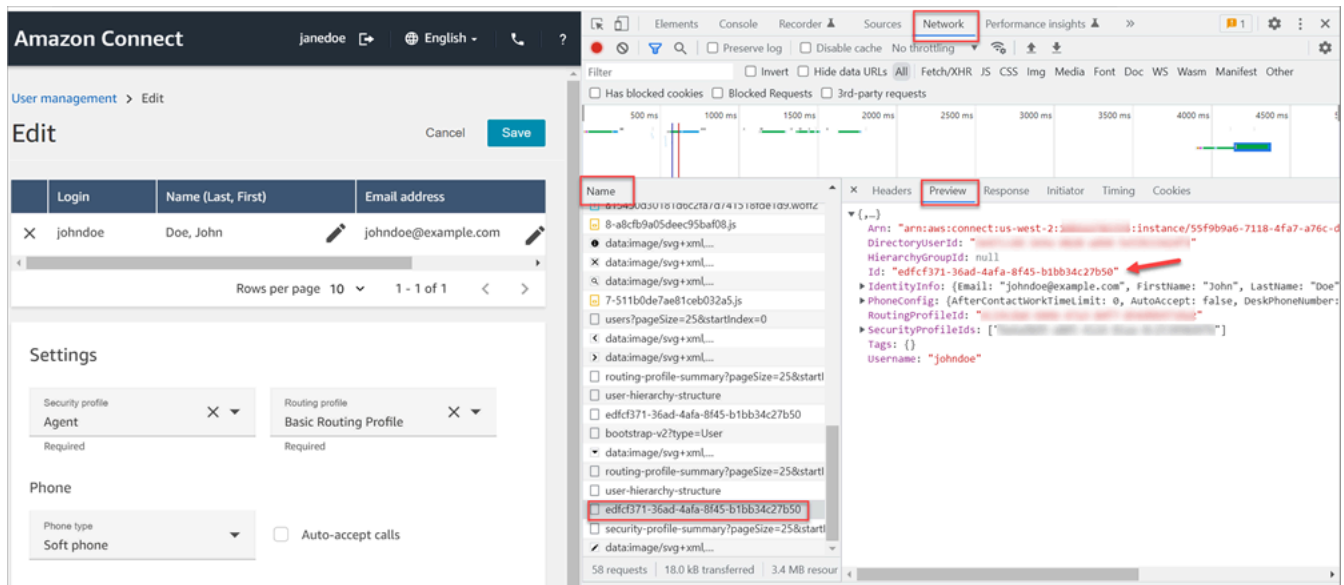 Amazon Connect
janedoe
English
?
User management > Edit
Edit
Cancel
Save
Login
Name (Last, First)
Email address
johndoe
Doe, John
johndoe@example.com
Rows per page 10
1 - 1 of 1
Settings
Security profile
Agent
Required
Routing profile
Basic Routing Profile
Required
Phone
Phone type
Soft phone
Auto-accept calls
Elements Console Recorder Sources Network Performance insights
1
Preserve log Disable cache No throttling
Filter
Invert Hide data URLs All Fetch/XHR JS CSS Img Media Font Doc WS Wasm Manifest Other
Has blocked cookies Blocked Requests 3rd-party requests
500 ms 1000 ms 1500 ms 2000 ms 2500 ms 3000 ms 3500 ms 4000 ms 4500 ms
Name
8-a8cfb9a05deec95baf08.js
data:image/svg+xml,...
data:image/svg+xml,...
data:image/svg+xml,...
7-511b0de7ae81ceb032a5.js
users?pageSize=25&startIndex=0
data:image/svg+xml,...
data:image/svg+xml,...
routing-profile-summary?pageSize=25&startI
user-hierarchy-structure
edfcf371-36ad-4afa-8f45-b1bb34c27b50
bootstrap-v2?type=User
data:image/svg+xml,...
routing-profile-summary?pageSize=25&startI
user-hierarchy-structure
edfcf371-36ad-4afa-8f45-b1bb34c27b50
security-profile-summary?pageSize=25&startI
data:image/svg+xml,...
58 requests 18.0 kB transferred 3.4 MB resour
Headers Preview Response Initiator Timing Cookies
{,…}
Arn: "arn:aws:connect:us-west-2: :instance/55f9b9a6-7118-4fa7-a76c-d
DirectoryUserId: "
HierarchyGroupId: null
Id: "edfcf371-36ad-4afa-8f45-b1bb34c27b50"
IdentityInfo: {Email: "johndoe@example.com", FirstName: "John", LastName: "Doe"
PhoneConfig: {AfterContactWorkTimeLimit: 0, AutoAccept: false, DeskPhoneNumber:
RoutingProfileId: "
SecurityProfileIds: [" "]
Tags: {}
Username: "johndoe"